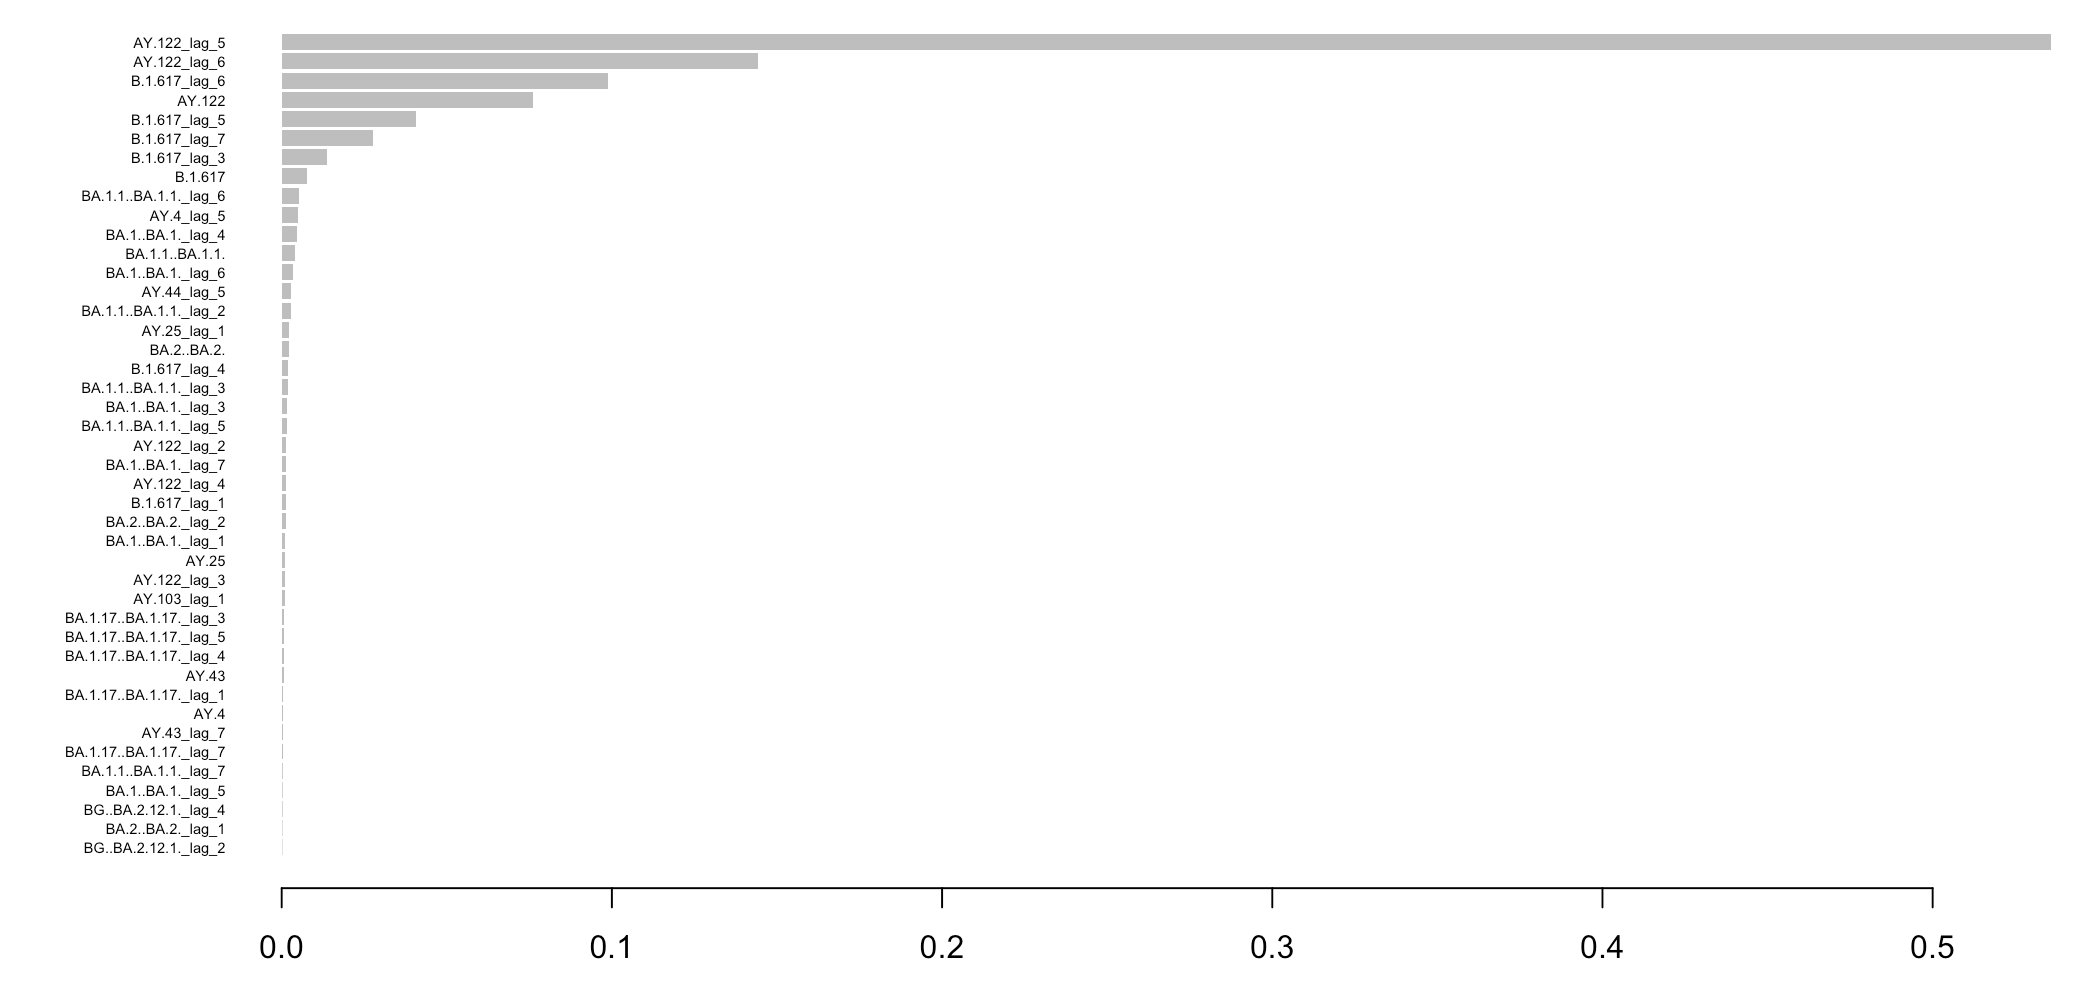 AY.122_lag_5
AY.122_lag_6
B.1.617_lag_6
AY.122
B.1.617_lag_5
B.1.617_lag_7
B.1.617_lag_3
B.1.617
BA.1.1..BA.1.1._lag_6
AY.4_lag_5
BA.1..BA.1._lag_4
BA.1.1..BA.1.1.
BA.1..BA.1._lag_6
AY.44_lag_5
BA.1.1..BA.1.1._lag_2
AY.25_lag_1
BA.2..BA.2.
B.1.617_lag_4
BA.1.1..BA.1.1._lag_3
BA.1..BA.1._lag_3
BA.1.1..BA.1.1._lag_5
AY.122_lag_2
BA.1..BA.1._lag_7
AY.122_lag_4
B.1.617_lag_1
BA.2..BA.2._lag_2
BA.1..BA.1._lag_1
AY.25
AY.122_lag_3
AY.103_lag_1
BA.1.17..BA.1.17._lag_3
BA.1.17..BA.1.17._lag_5
BA.1.17..BA.1.17._lag_4
AY.43
BA.1.17..BA.1.17._lag_1
AY.4
AY.43_lag_7
BA.1.17..BA.1.17._lag_7
BA.1.1..BA.1.1._lag_7
BA.1..BA.1._lag_5
BG..BA.2.12.1._lag_4
BA.2..BA.2._lag_1
BG..BA.2.12.1._lag_2
0.0 0.1 0.2 0.3 0.4 0.5